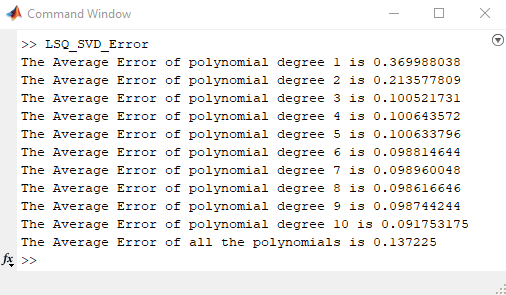 Command Window
>> LSQ_SVD_Error
The Average Error of polynomial degree 1 is 0.369988038
The Average Error of polynomial degree 2 is 0.213577809
The Average Error of polynomial degree 3 is 0.100521731
The Average Error of polynomial degree 4 is 0.100643572
The Average Error of polynomial degree 5 is 0.100633796
The Average Error of polynomial degree 6 is 0.098814644
The Average Error of polynomial degree 7 is 0.098960048
The Average Error of polynomial degree 8 is 0.098616646
The Average Error of polynomial degree 9 is 0.098744244
The Average Error of polynomial degree 10 is 0.091753175
The Average Error of all the polynomials is 0.137225
fx >>